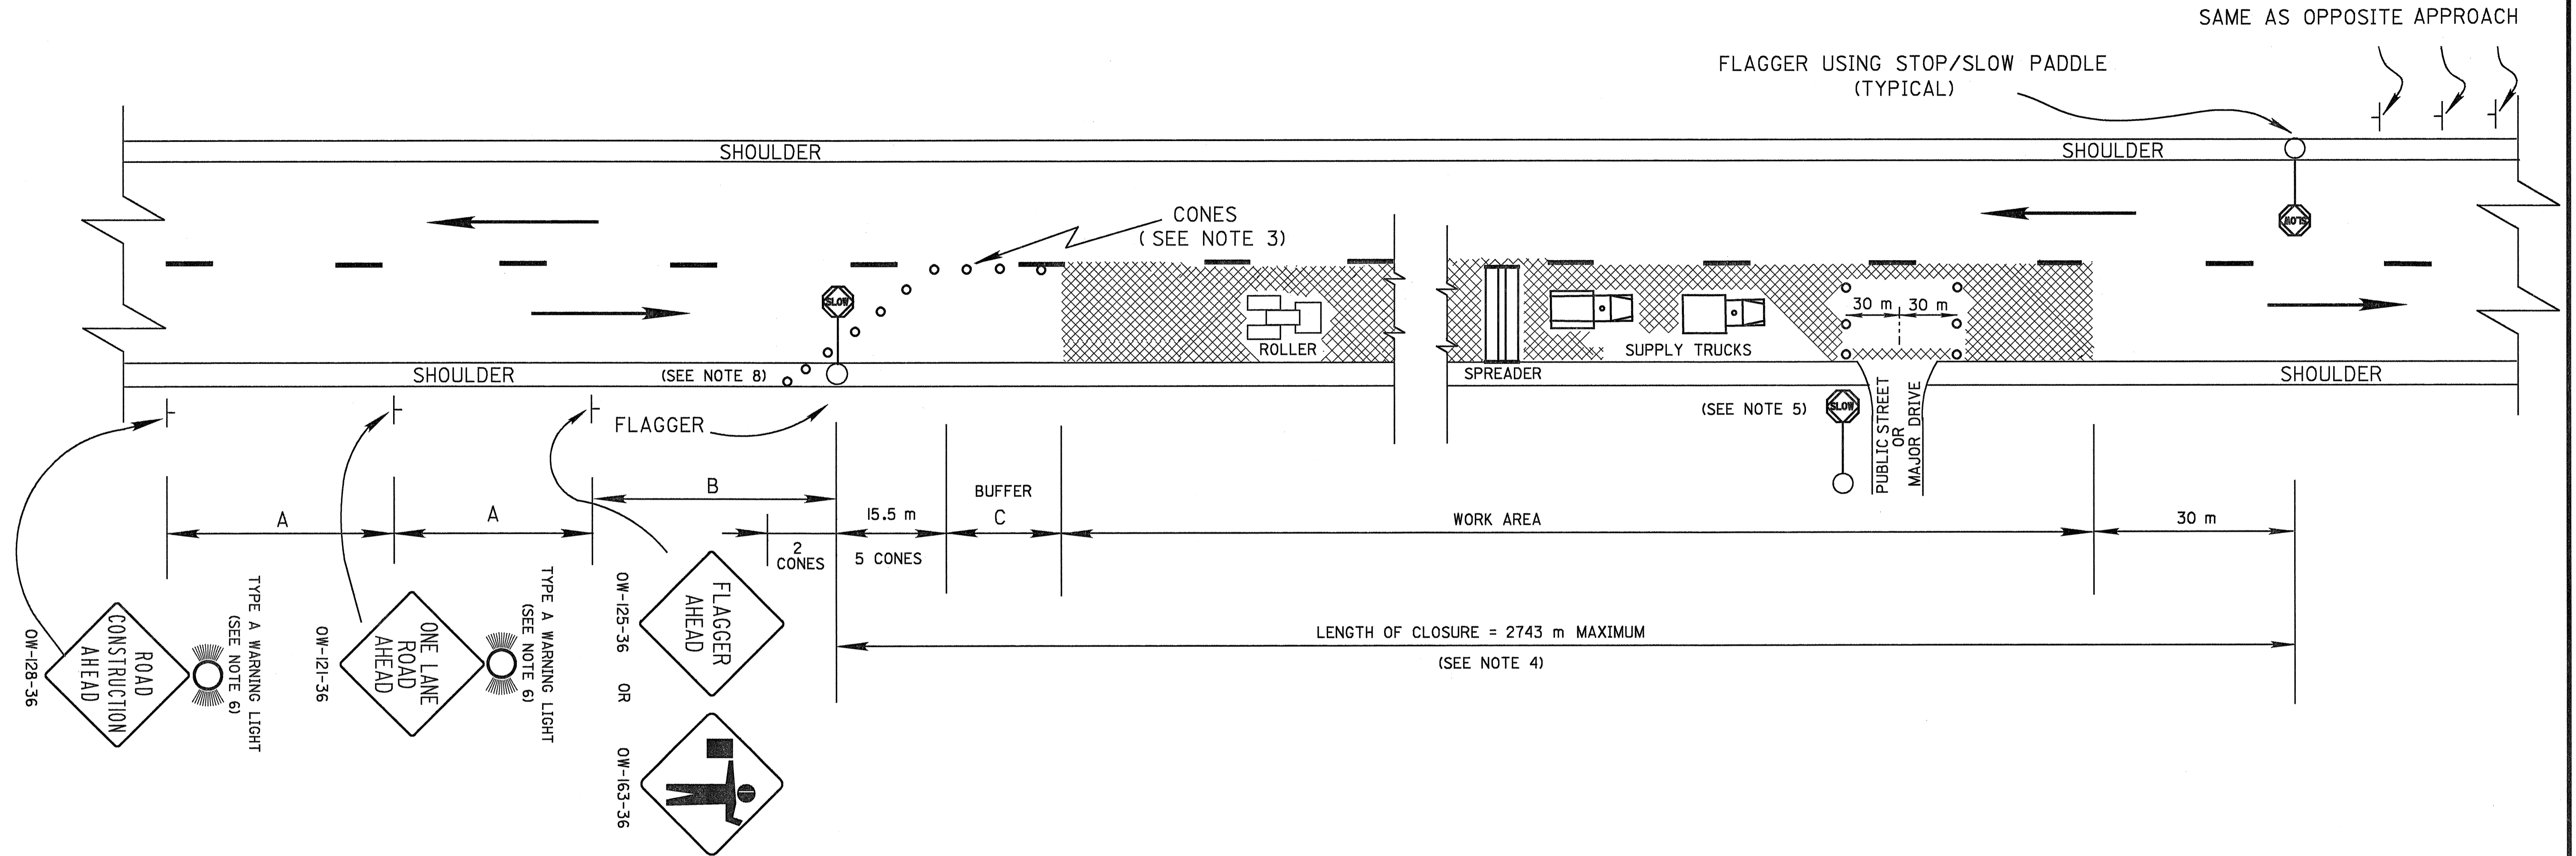 SAME AS OPPOSITE APPROACH
FLAGGER USING STOP/SLOW PADDLE
(TYPICAL)
SHOULDER
SHOULDER
SLOW
CONES
( SEE NOTE 3)
SLOW
30 m
30 m
ROLLER
SUPPLY TRUCKS
SPREADER
SHOULDER
(SEE NOTE 8)
SHOULDER
FLAGGER
(SEE NOTE 5)
SLOW
PUBLIC STREET
OR
MAJOR DRIVE
A
A
B
2
CONES
15.5 m
5 CONES
BUFFER
C
WORK AREA
30 m
LENGTH OF CLOSURE = 2743 m MAXIMUM
(SEE NOTE 4)
ROAD
CONSTRUCTION
AHEAD
OW-128-36
TYPE A WARNING LIGHT
(SEE NOTE 6)
ONE LANE
ROAD
AHEAD
OW-121-36
TYPE A WARNING LIGHT
(SEE NOTE 6)
FLAGGER
AHEAD
OW-125-36
OR
OW-163-36